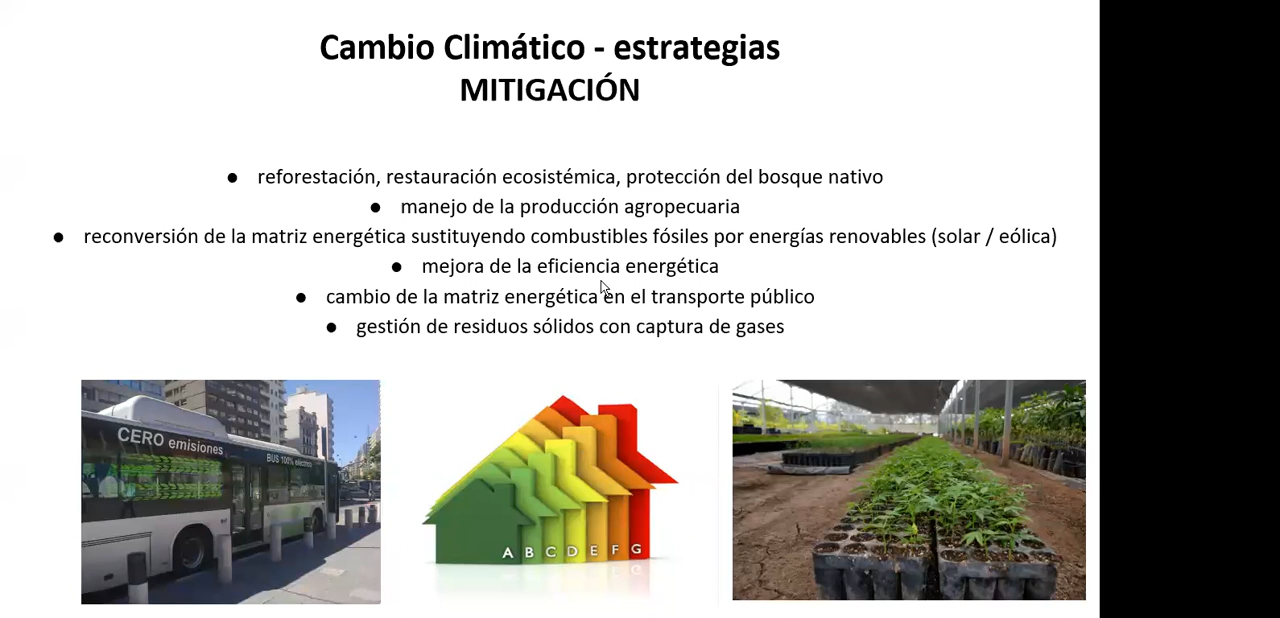 Cambio Climático - estrategias
MITIGACIÓN
● reforestación, restauración ecosistémica, protección del bosque nativo
● manejo de la producción agropecuaria
● reconversión de la matriz energética sustituyendo combustibles fósiles por energías renovables (solar / eólica)
● mejora de la eficiencia energética
● cambio de la matriz energética en el transporte público
● gestión de residuos sólidos con captura de gases
CERO emisiones
BUS 100% eléctrico
A B C D E F G